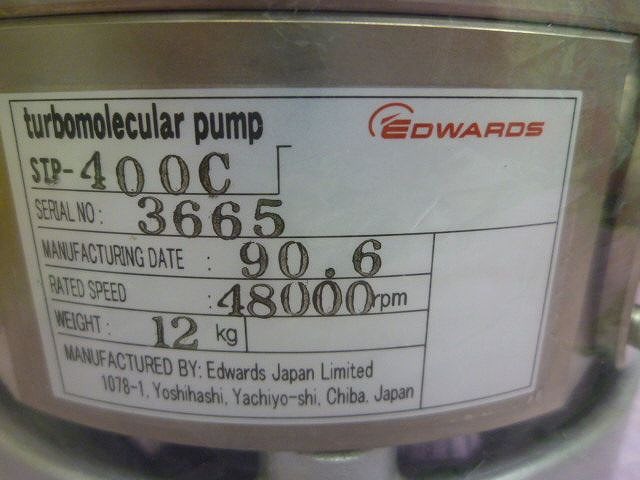 turbomolecular pump
EDWARDS
STP-400C
SERIAL NO: 3665
MANUFACTURING DATE : 90.6
RATED SPEED : 48000rpm
WEIGHT: 12 kg
MANUFACTURED BY: Edwards Japan Limited
1078-1, Yoshihashi, Yachiyo-shi, Chiba, Japan